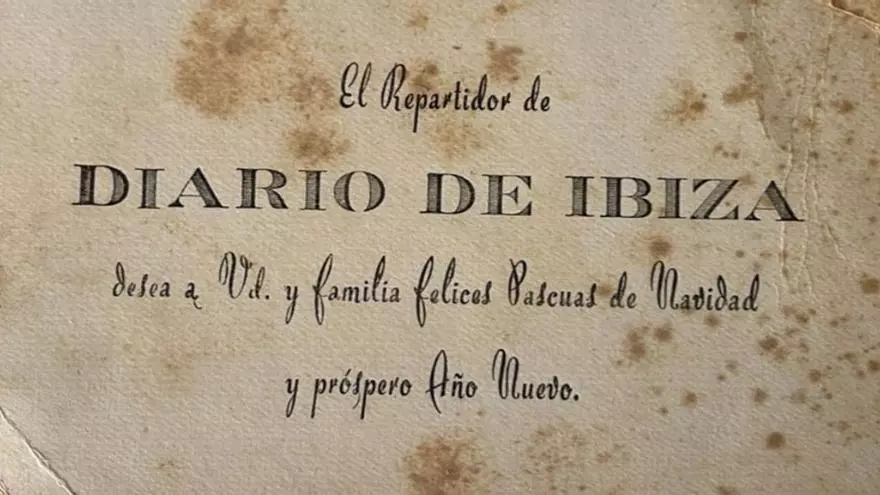 El Repartidor de
DIARIO DE IBIZA
desea a Vd. y familia felices Pascuas de Navidad
y próspero Año Nuevo.